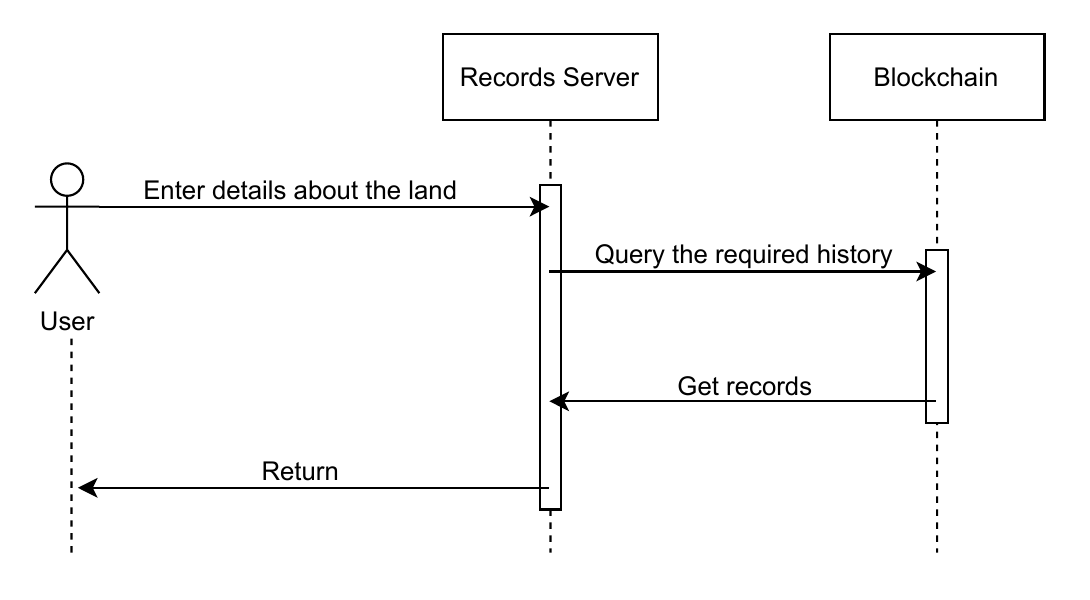 Records Server
Blockchain
Enter details about the land
Query the required history
User
Get records
Return